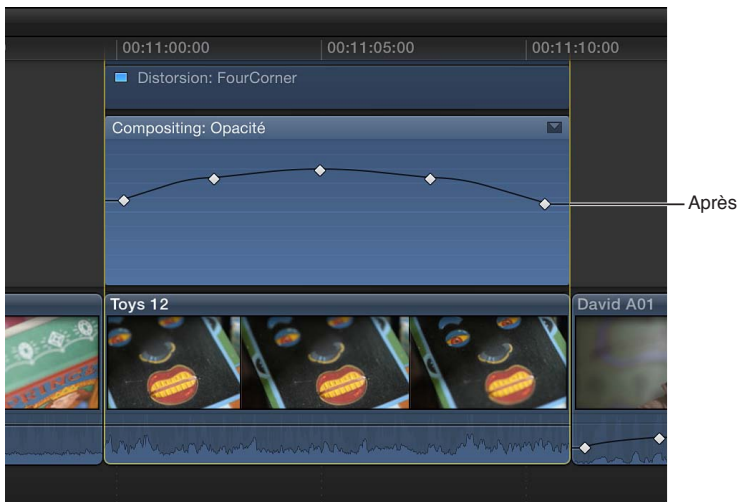 00:11:00:00
00:11:05:00
00:11:10:00
Distorsion: FourCorner
Compositing: Opacité
Après
Toys 12
David A01